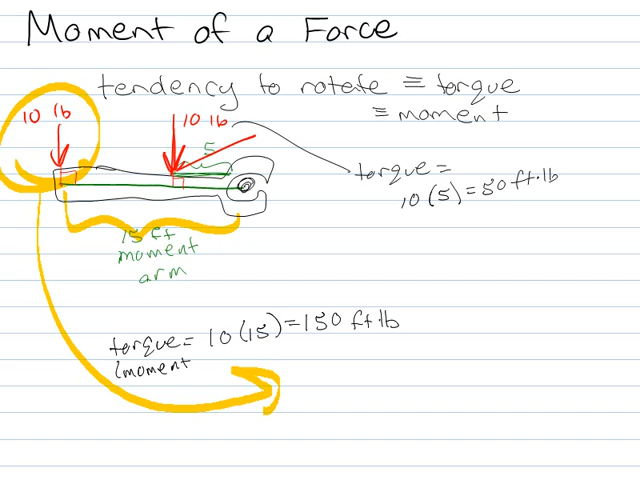 Moment of a Force
tendency to rotate ≡ torque
≡ moment
10 lb
10 lb
5
torque =
10(5) = 50 ft·lb
15 ft
moment
arm
torque = 10(15) = 150 ft·lb
(moment